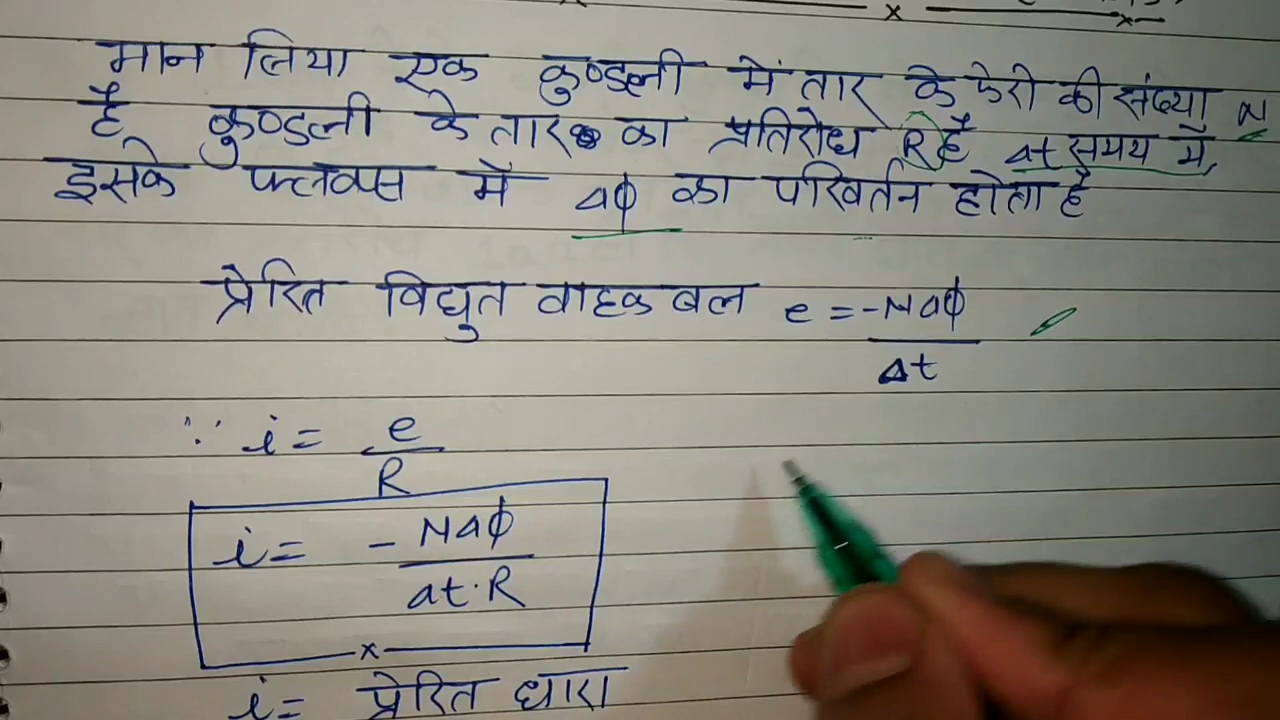 मान लिया एक कुण्डली में तार के फेरो की संख्या N
है कुण्डली के तार का प्रतिरोध R है Δt समय में,
इसके फ्लक्स में Δϕ का परिवर्तन होता है
प्रेरित विद्युत वाहक बल e = -NΔϕ / Δt
∵ i = e / R
i = - NΔϕ / Δt·R
i = प्रेरित धारा